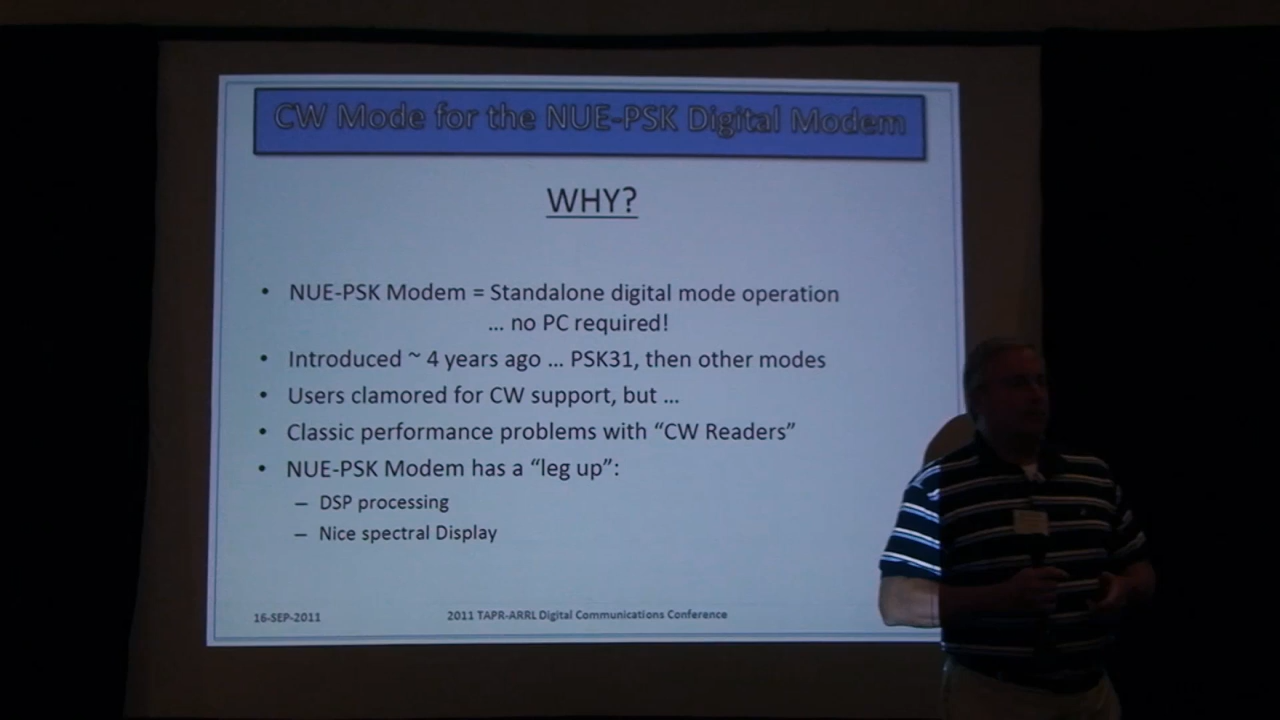 CW Mode for the NUE-PSK Digital Modem
WHY?
• NUE-PSK Modem = Standalone digital mode operation
... no PC required!
• Introduced ~ 4 years ago ... PSK31, then other modes
• Users clamored for CW support, but ...
• Classic performance problems with “CW Readers”
• NUE-PSK Modem has a “leg up”:
– DSP processing
– Nice spectral Display
16-SEP-2011
2011 TAPR-ARRL Digital Communications Conference